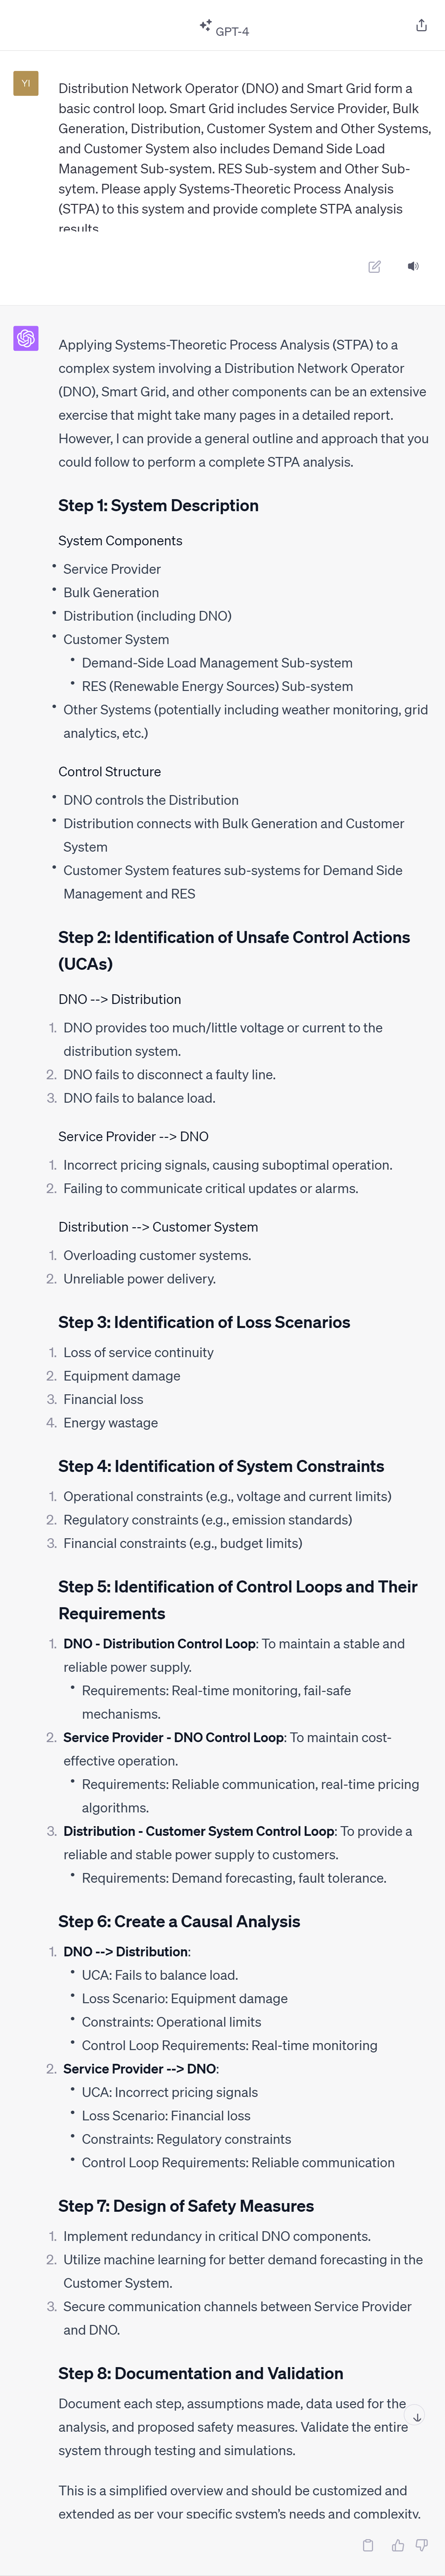 GPT-4
YI
Distribution Network Operator (DNO) and Smart Grid form a
basic control loop. Smart Grid includes Service Provider, Bulk
Generation, Distribution, Customer System and Other Systems,
and Customer System also includes Demand Side Load
Management Sub-system. RES Sub-system and Other Sub-
sytem. Please apply Systems-Theoretic Process Analysis
(STPA) to this system and provide complete STPA analysis
results.
Applying Systems-Theoretic Process Analysis (STPA) to a
complex system involving a Distribution Network Operator
(DNO), Smart Grid, and other components can be an extensive
exercise that might take many pages in a detailed report.
However, I can provide a general outline and approach that you
could follow to perform a complete STPA analysis.
Step 1: System Description
System Components
• Service Provider
• Bulk Generation
• Distribution (including DNO)
• Customer System
• Demand-Side Load Management Sub-system
• RES (Renewable Energy Sources) Sub-system
• Other Systems (potentially including weather monitoring, grid
analytics, etc.)
Control Structure
• DNO controls the Distribution
• Distribution connects with Bulk Generation and Customer
System
• Customer System features sub-systems for Demand Side
Management and RES
Step 2: Identification of Unsafe Control Actions
(UCAs)
DNO --> Distribution
1. DNO provides too much/little voltage or current to the
distribution system.
2. DNO fails to disconnect a faulty line.
3. DNO fails to balance load.
Service Provider --> DNO
1. Incorrect pricing signals, causing suboptimal operation.
2. Failing to communicate critical updates or alarms.
Distribution --> Customer System
1. Overloading customer systems.
2. Unreliable power delivery.
Step 3: Identification of Loss Scenarios
1. Loss of service continuity
2. Equipment damage
3. Financial loss
4. Energy wastage
Step 4: Identification of System Constraints
1. Operational constraints (e.g., voltage and current limits)
2. Regulatory constraints (e.g., emission standards)
3. Financial constraints (e.g., budget limits)
Step 5: Identification of Control Loops and Their
Requirements
1. DNO - Distribution Control Loop: To maintain a stable and
reliable power supply.
• Requirements: Real-time monitoring, fail-safe
mechanisms.
2. Service Provider - DNO Control Loop: To maintain cost-
effective operation.
• Requirements: Reliable communication, real-time pricing
algorithms.
3. Distribution - Customer System Control Loop: To provide a
reliable and stable power supply to customers.
• Requirements: Demand forecasting, fault tolerance.
Step 6: Create a Causal Analysis
1. DNO --> Distribution:
• UCA: Fails to balance load.
• Loss Scenario: Equipment damage
• Constraints: Operational limits
• Control Loop Requirements: Real-time monitoring
2. Service Provider --> DNO:
• UCA: Incorrect pricing signals
• Loss Scenario: Financial loss
• Constraints: Regulatory constraints
• Control Loop Requirements: Reliable communication
Step 7: Design of Safety Measures
1. Implement redundancy in critical DNO components.
2. Utilize machine learning for better demand forecasting in the
Customer System.
3. Secure communication channels between Service Provider
and DNO.
Step 8: Documentation and Validation
Document each step, assumptions made, data used for the
analysis, and proposed safety measures. Validate the entire
system through testing and simulations.
This is a simplified overview and should be customized and
extended as per your specific system's needs and complexity.